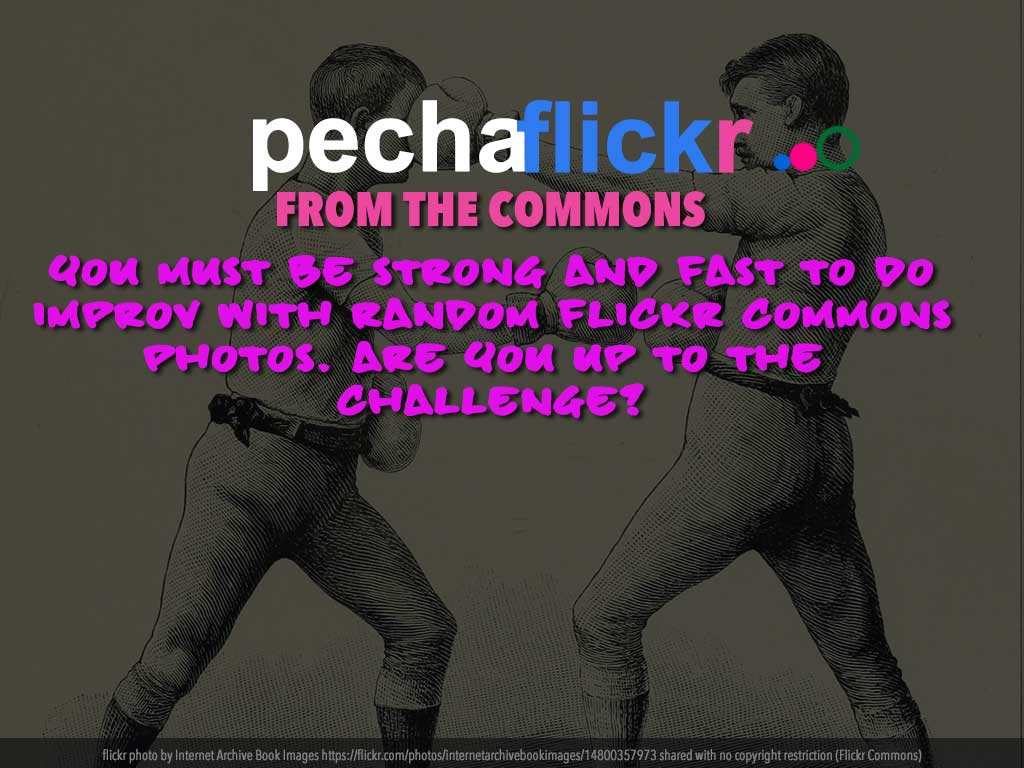 pechaflickr
FROM THE COMMONS
YOU MUST BE STRONG AND FAST TO DO
IMPROV WITH RANDOM FLICKR COMMONS
PHOTOS. ARE YOU UP TO THE
CHALLENGE?
flickr photo by Internet Archive Book Images https://flickr.com/photos/internetarchivebookimages/14800357973 shared with no copyright restriction (Flickr Commons)